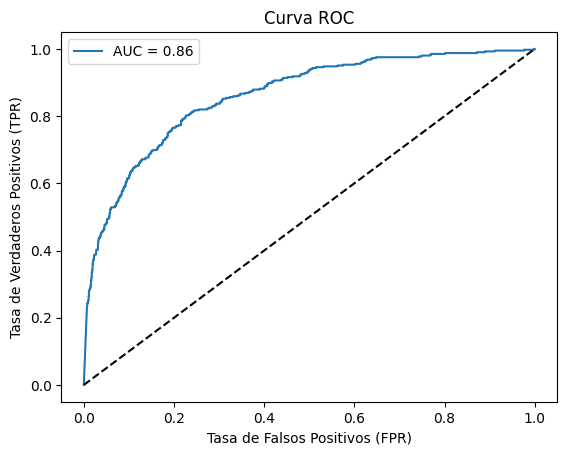 Curva ROC
AUC = 0.86
Tasa de Verdaderos Positivos (TPR)
1.0
0.8
0.6
0.4
0.2
0.0
0.0 0.2 0.4 0.6 0.8 1.0
Tasa de Falsos Positivos (FPR)